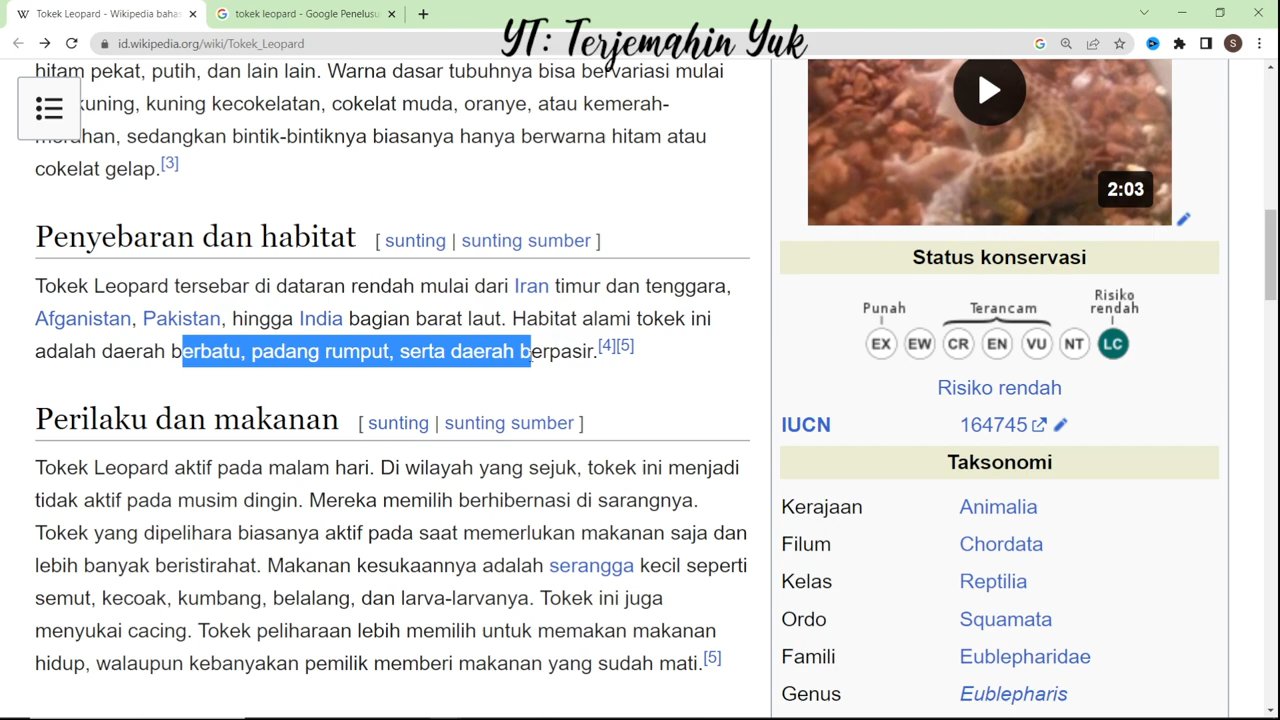 Tokek Leopard - Wikipedia bahas
tokek leopard - Google Penelusu
YT: Terjemahin Yuk
id.wikipedia.org/wiki/Tokek_Leopard
S
hitam pekat, putih, dan lain lain. Warna dasar tubuhnya bisa bervariasi mulai
kuning, kuning kecokelatan, cokelat muda, oranye, atau kemerah-
merahan, sedangkan bintik-bintiknya biasanya hanya berwarna hitam atau
cokelat gelap.[3]
Penyebaran dan habitat [ sunting | sunting sumber ]
Tokek Leopard tersebar di dataran rendah mulai dari Iran timur dan tenggara,
Afganistan, Pakistan, hingga India bagian barat laut. Habitat alami tokek ini
adalah daerah berbatu, padang rumput, serta daerah berpasir.[4][5]
Perilaku dan makanan [ sunting | sunting sumber ]
Tokek Leopard aktif pada malam hari. Di wilayah yang sejuk, tokek ini menjadi
tidak aktif pada musim dingin. Mereka memilih berhibernasi di sarangnya.
Tokek yang dipelihara biasanya aktif pada saat memerlukan makanan saja dan
lebih banyak beristirahat. Makanan kesukaannya adalah serangga kecil seperti
semut, kecoak, kumbang, belalang, dan larva-larvanya. Tokek ini juga
menyukai cacing. Tokek peliharaan lebih memilih untuk memakan makanan
hidup, walaupun kebanyakan pemilik memberi makanan yang sudah mati.[5]
2:03
Status konservasi
Punah
Terancam
Risiko
rendah
EX EW CR EN VU NT LC
Risiko rendah
IUCN 164745
Taksonomi
Kerajaan Animalia
Filum Chordata
Kelas Reptilia
Ordo Squamata
Famili Eublepharidae
Genus Eublepharis